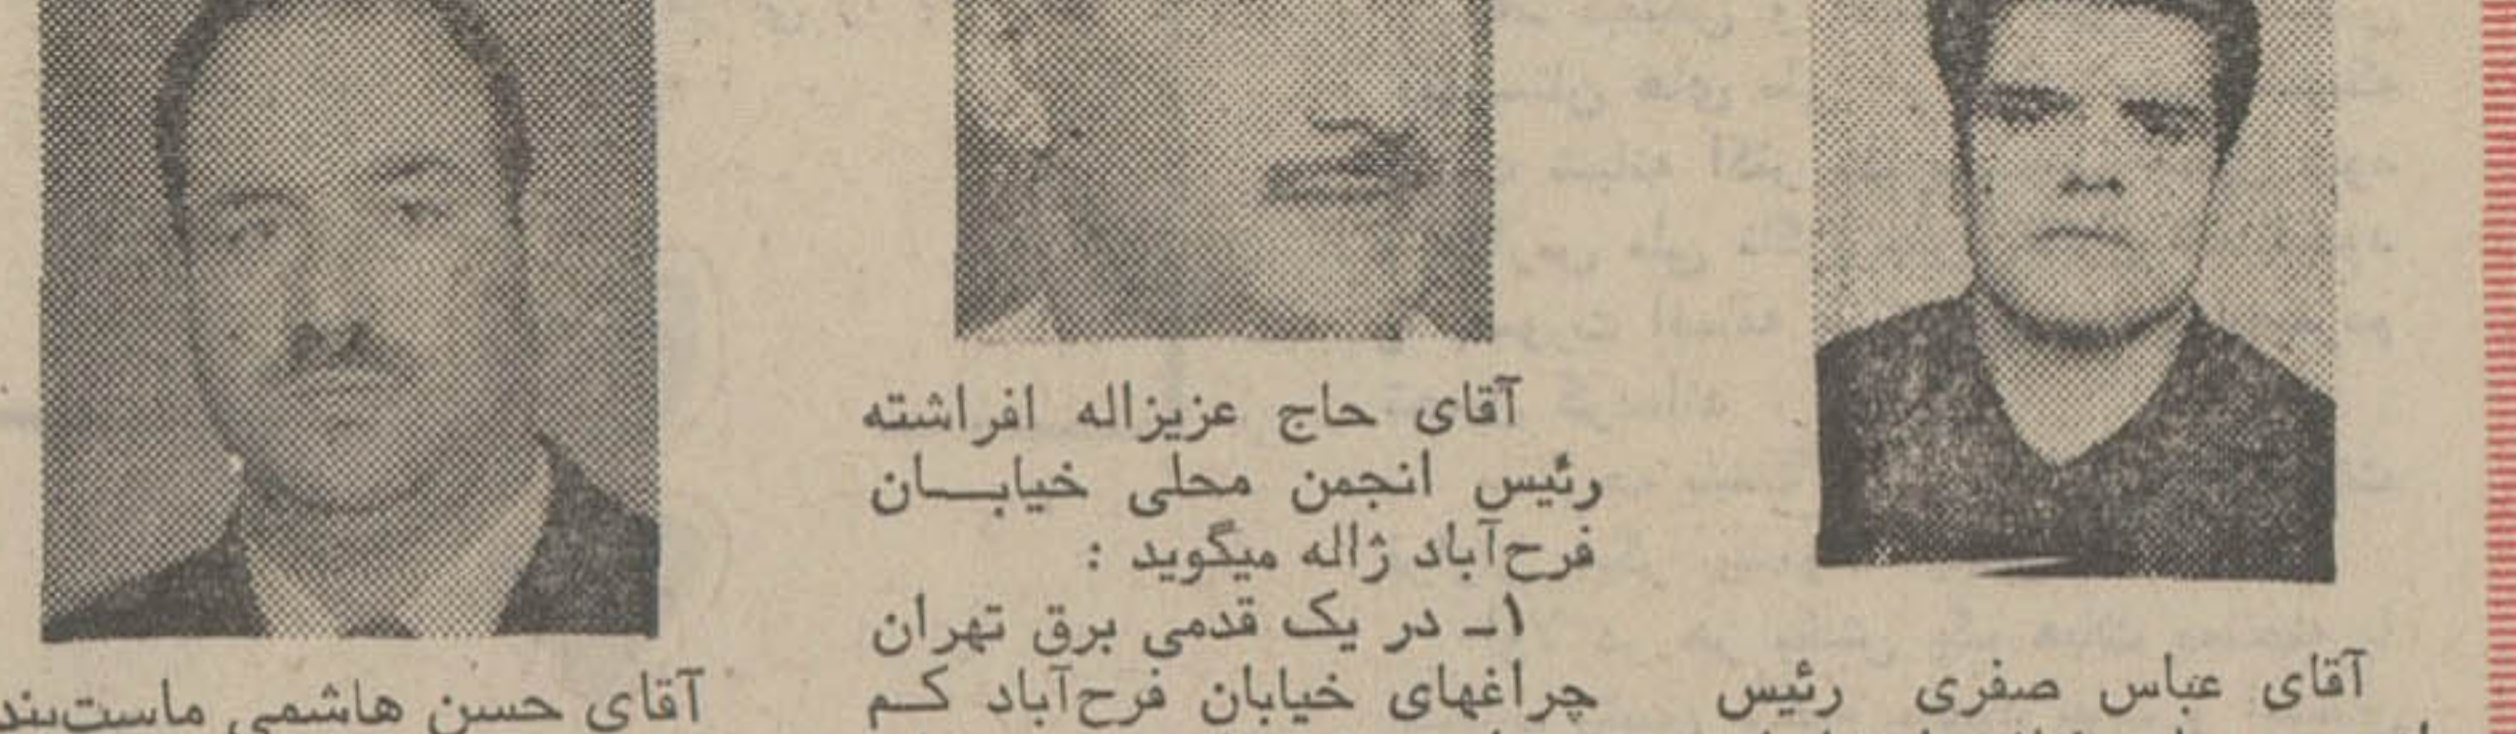 آقای عباس صفری رئیس
آقای حاج عزیزاله افراشته
رئیس انجمن محلی خیابـــان
فرح‌آباد ژاله میگوید :
۱ـ در یک قدمی برق تهران
چراغهای خیابان فرح‌آباد کـم
آقای حسن هاشمی ماست‌بند